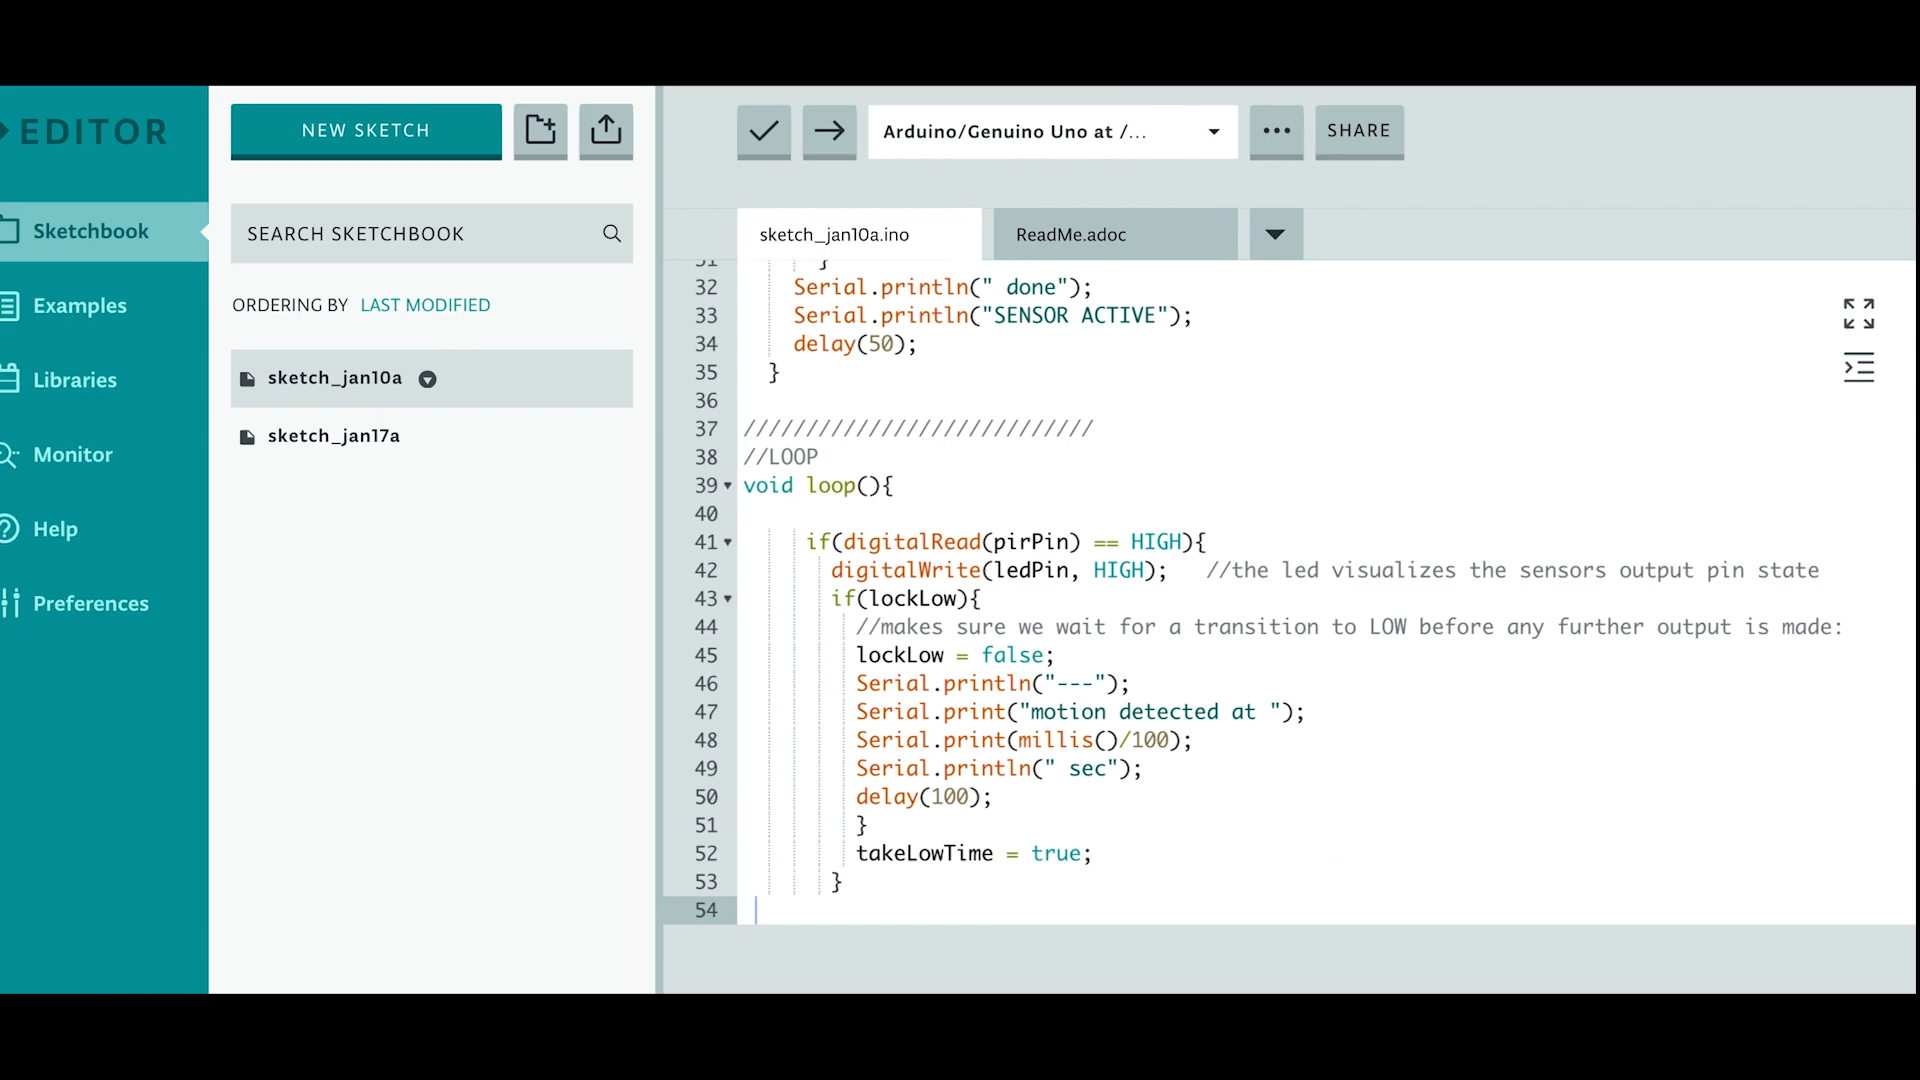 EDITOR
Sketchbook
Examples
Libraries
Monitor
Help
Preferences
NEW SKETCH
SEARCH SKETCHBOOK
ORDERING BY LAST MODIFIED
sketch_jan10a
sketch_jan17a
Arduino/Genuino Uno at /...
SHARE
sketch_jan10a.ino
ReadMe.adoc
31 }
32 Serial.println(" done");
33 Serial.println("SENSOR ACTIVE");
34 delay(50);
35 }
36
37 ////////////////////////////
38 //LOOP
39 void loop(){
40
41 if(digitalRead(pirPin) == HIGH){
42 digitalWrite(ledPin, HIGH); //the led visualizes the sensors output pin state
43 if(lockLow){
44 //makes sure we wait for a transition to LOW before any further output is made:
45 lockLow = false;
46 Serial.println("---");
47 Serial.print("motion detected at ");
48 Serial.print(millis()/100);
49 Serial.println(" sec");
50 delay(100);
51 }
52 takeLowTime = true;
53 }
54